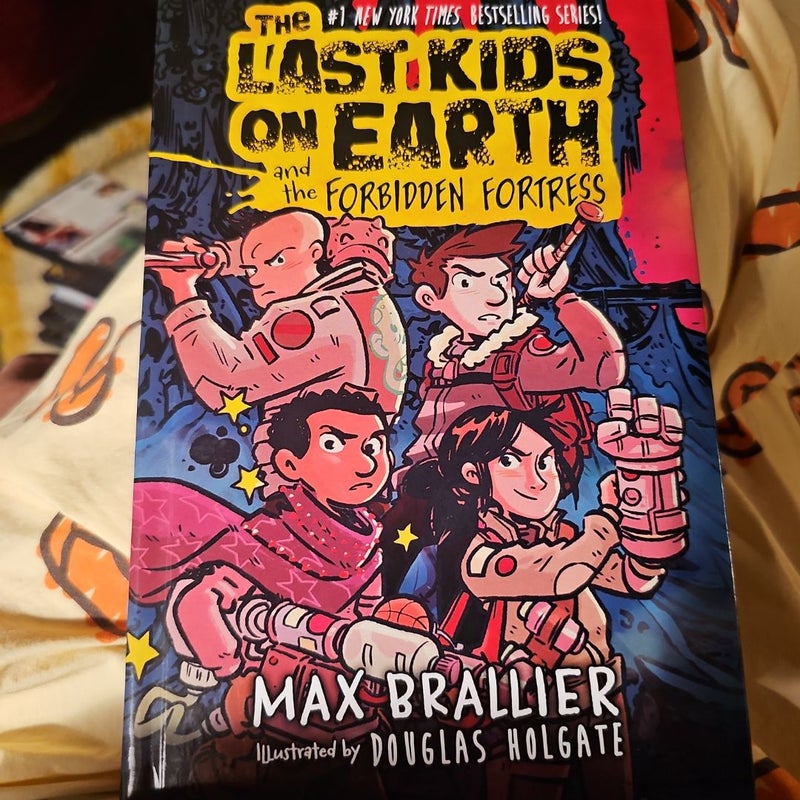 #1 NEW YORK TIMES BESTSELLING SERIES!
THE
LAST KIDS
ON EARTH
and the FORBIDDEN FORTRESS
MAX BRALLIER
Illustrated by DOUGLAS HOLGATE